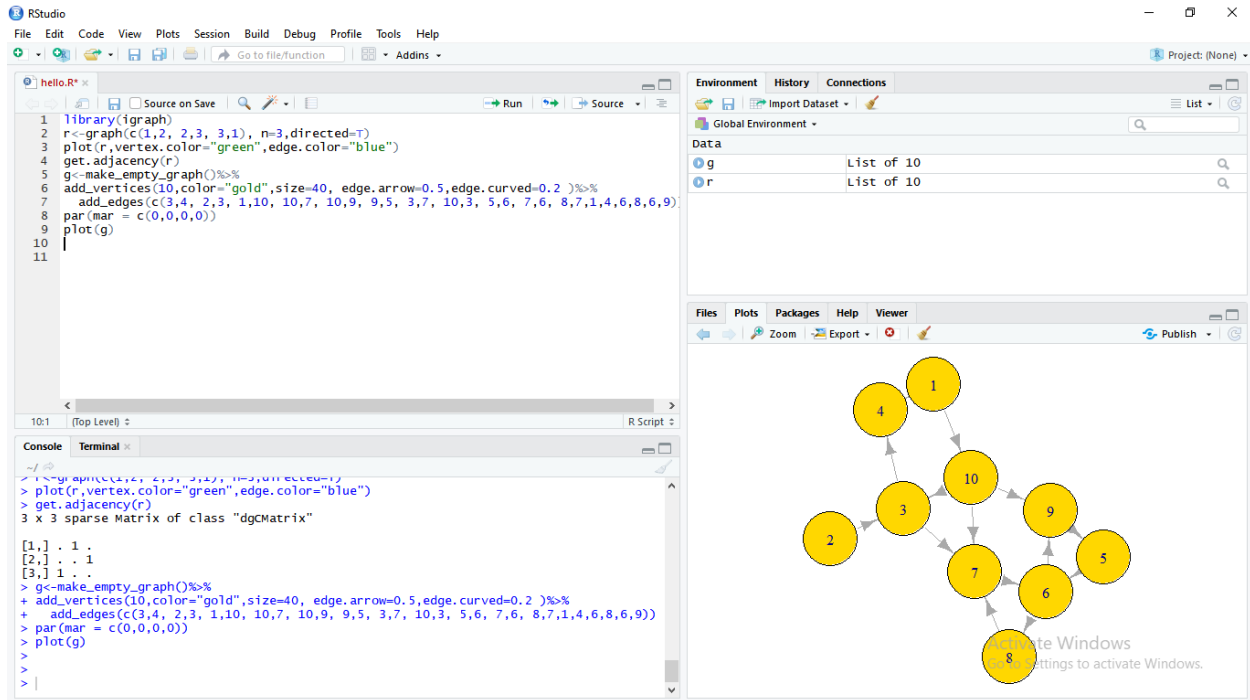 RStudio
File Edit Code View Plots Session Build Debug Profile Tools Help
Go to file/function Addins Project: (None)
hello.R*
Source on Save Run Source
1 library(igraph)
2 r<-graph(c(1,2, 2,3, 3,1), n=3,directed=T)
3 plot(r,vertex.color="green",edge.color="blue")
4 get.adjacency(r)
5 g<-make_empty_graph()%>%
6 add_vertices(10,color="gold",size=40, edge.arrow=0.5,edge.curved=0.2 )%>%
7 add_edges(c(3,4, 2,3, 1,10, 10,7, 10,9, 9,5, 3,7, 10,3, 5,6, 7,6, 8,7,1,4,6,8,6,9)
8 par(mar = c(0,0,0,0))
9 plot(g)
10
11
10:1 (Top Level) R Script
Console Terminal
~/
> r<-graph(c(1,2, 2,3, 3,1), n=3,directed=T)
> plot(r,vertex.color="green",edge.color="blue")
> get.adjacency(r)
3 x 3 sparse Matrix of class "dgCMatrix"
[1,] . 1 .
[2,] . . 1
[3,] 1 . .
> g<-make_empty_graph()%>%
+ add_vertices(10,color="gold",size=40, edge.arrow=0.5,edge.curved=0.2 )%>%
+ add_edges(c(3,4, 2,3, 1,10, 10,7, 10,9, 9,5, 3,7, 10,3, 5,6, 7,6, 8,7,1,4,6,8,6,9))
> par(mar = c(0,0,0,0))
> plot(g)
>
>
>
Environment History Connections
Import Dataset List
Global Environment
Data
g List of 10
r List of 10
Files Plots Packages Help Viewer
Zoom Export Publish
1
4
10
3
9
2
5
7
6
8
Activate Windows
Go to Settings to activate Windows.